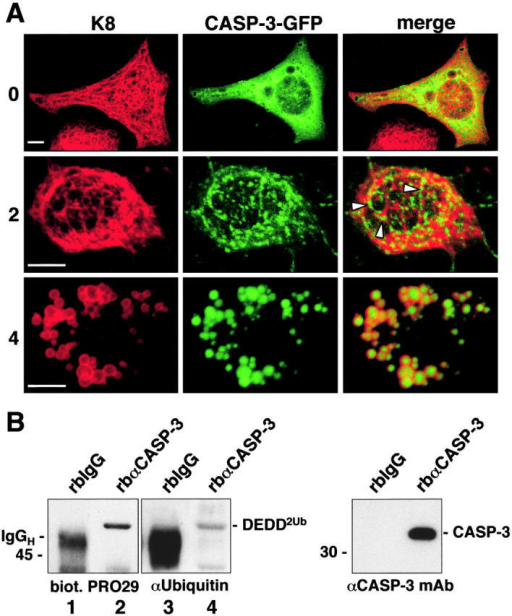 A
K8 CASP-3-GFP merge
0
2
4
B
rbIgG rbαCASP-3 rbIgG rbαCASP-3 rbIgG rbαCASP-3
IgGH - - DEDD2Ub - CASP-3
45 - 30 -
biot. PRO29 αUbiquitin αCASP-3 mAb
1 2 3 4